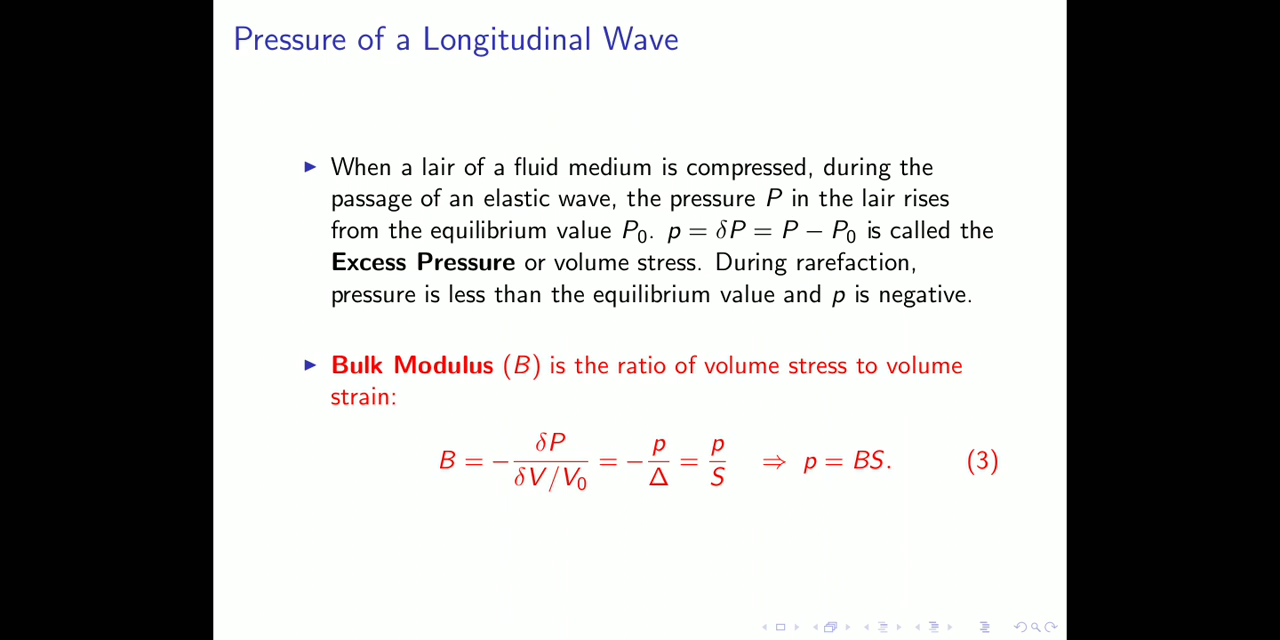 Pressure of a Longitudinal Wave
▶ When a lair of a fluid medium is compressed, during the
passage of an elastic wave, the pressure P in the lair rises
from the equilibrium value P₀. p = δP = P − P₀ is called the
Excess Pressure or volume stress. During rarefaction,
pressure is less than the equilibrium value and p is negative.
▶ Bulk Modulus (B) is the ratio of volume stress to volume
strain:
B = − δP / (δV/V₀) = − p/Δ = p/S ⇒ p = BS. (3)